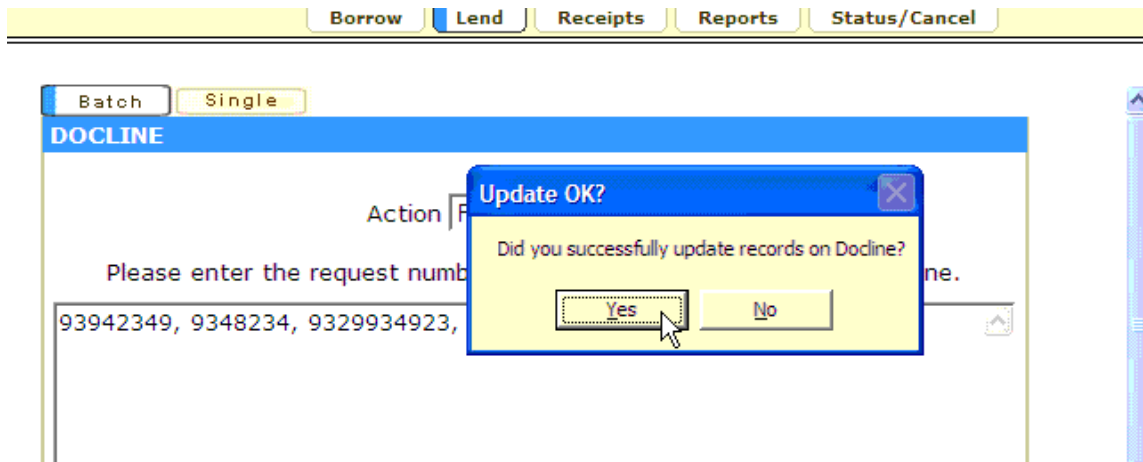 Borrow Lend Receipts Reports Status/Cancel
Batch Single
DOCLINE
Update OK?
Action F
Did you successfully update records on Docline?
Please enter the request numb ne.
Yes No
93942349, 9348234, 9329934923,